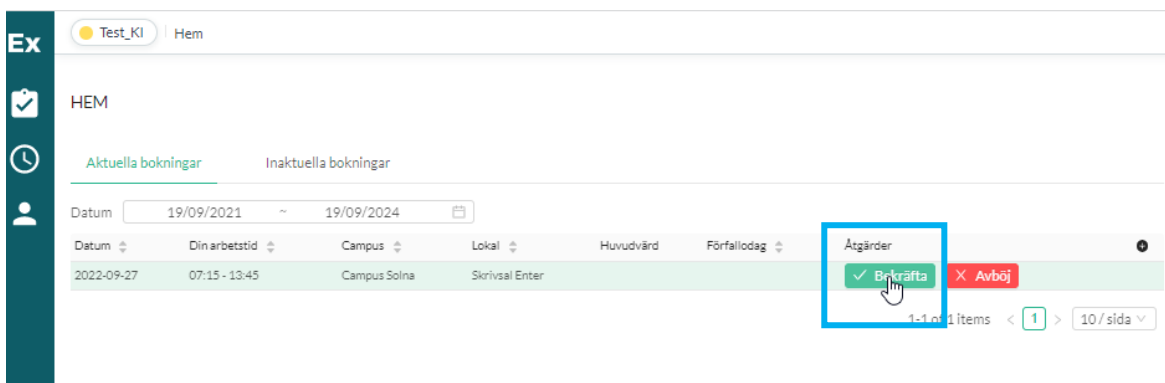 Ex
Test_KI Hem
HEM
Aktuella bokningar Inaktuella bokningar
Datum 19/09/2021 ~ 19/09/2024
Datum Din arbetstid Campus Lokal Huvudvärd Förfallodag Åtgärder
2022-09-27 07:15 - 13:45 Campus Solna Skrivsal Enter Bekräfta Avböj
1-1 of 1 items < 1 > 10 / sida